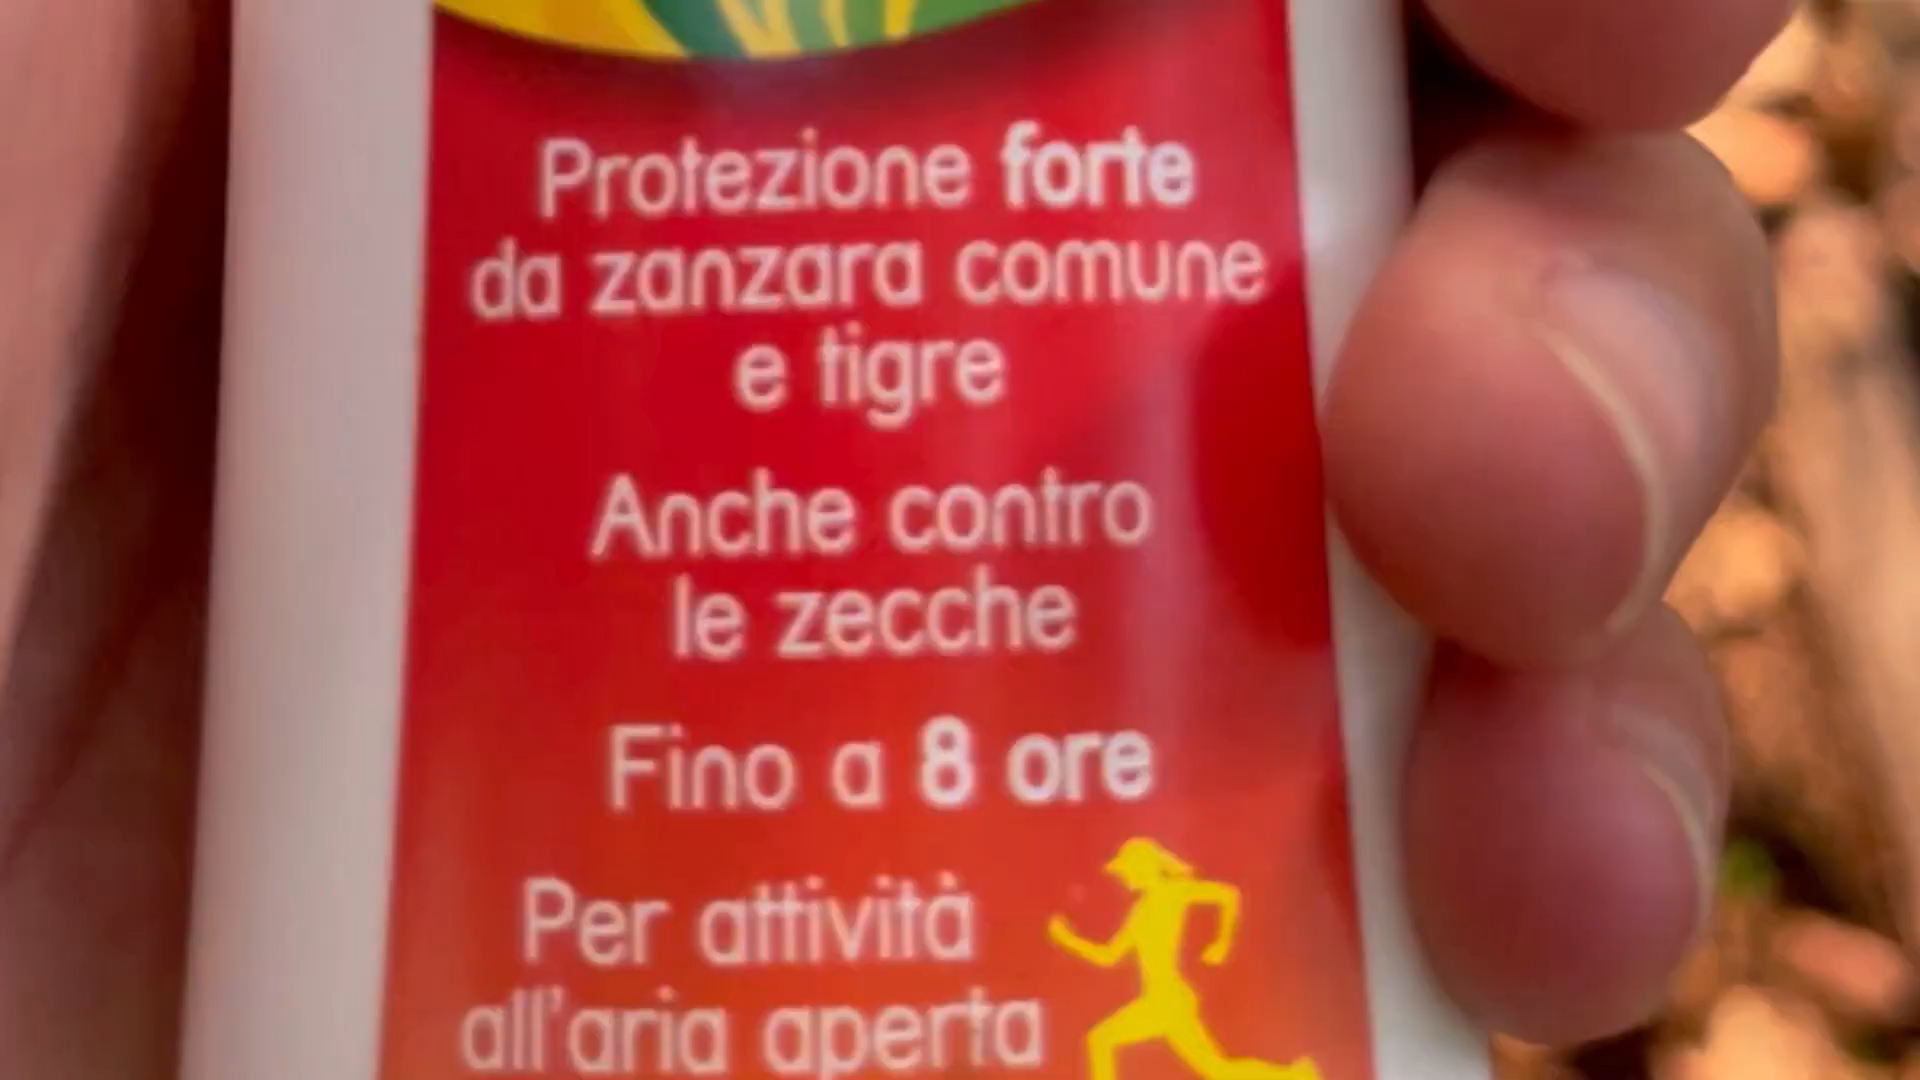 Protezione forte
da zanzara comune
e tigre
Anche contro
le zecche
Fino a 8 ore
Per attività
all'aria aperta